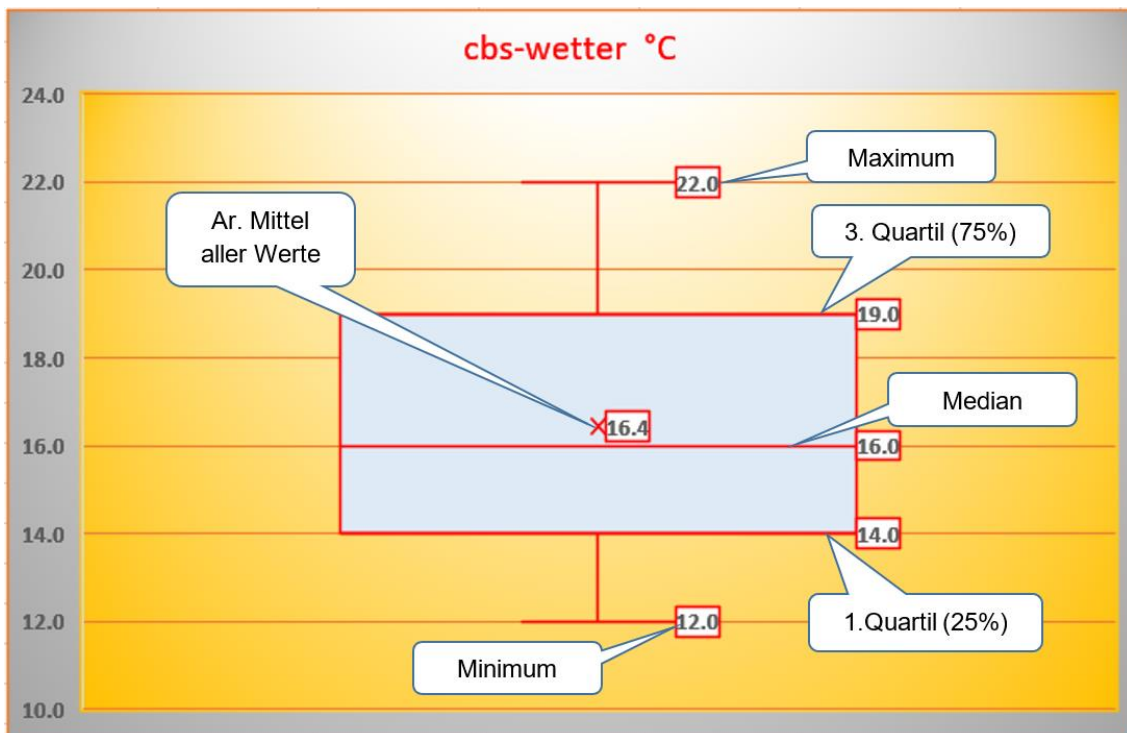 cbs-wetter °C
24.0
22.0
20.0
18.0
16.0
14.0
12.0
10.0
Maximum
22.0
Ar. Mittel
aller Werte
3. Quartil (75%)
19.0
16.4
Median
16.0
14.0
1.Quartil (25%)
12.0
Minimum